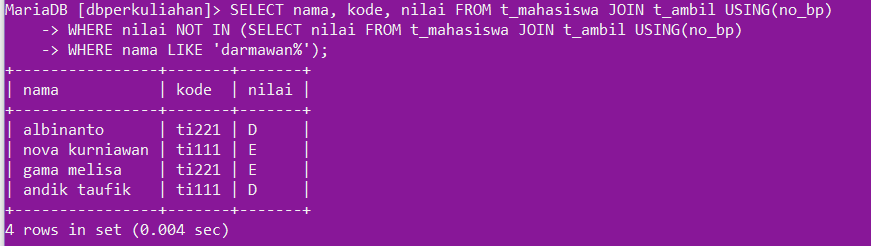 MariaDB [dbperkuliahan]> SELECT nama, kode, nilai FROM t_mahasiswa JOIN t_ambil USING(no_bp)
    -> WHERE nilai NOT IN (SELECT nilai FROM t_mahasiswa JOIN t_ambil USING(no_bp)
    -> WHERE nama LIKE 'darmawan%');
+----------------+-------+-------+
| nama           | kode  | nilai |
+----------------+-------+-------+
| albinanto      | ti221 | D     |
| nova kurniawan | ti111 | E     |
| gama melisa    | ti221 | E     |
| andik taufik   | ti111 | D     |
+----------------+-------+-------+
4 rows in set (0.004 sec)